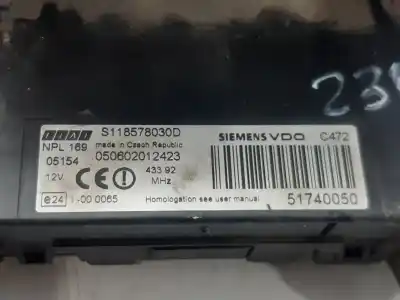 FIAT S118578030D SIEMENS VDO C472
NPL 169 made in Czech Republic
05154 050602012423
12V CE 433.92 MHz 51740050
e24 1-00 0065 Homologation see user manual